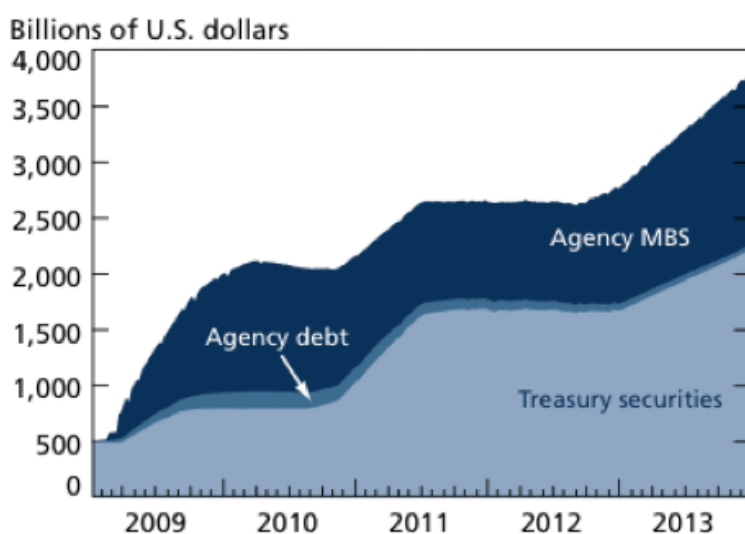 Billions of U.S. dollars
4,000
3,500
3,000
2,500
Agency MBS
2,000
1,500
Agency debt
1,000
Treasury securities
500
0
2009 2010 2011 2012 2013